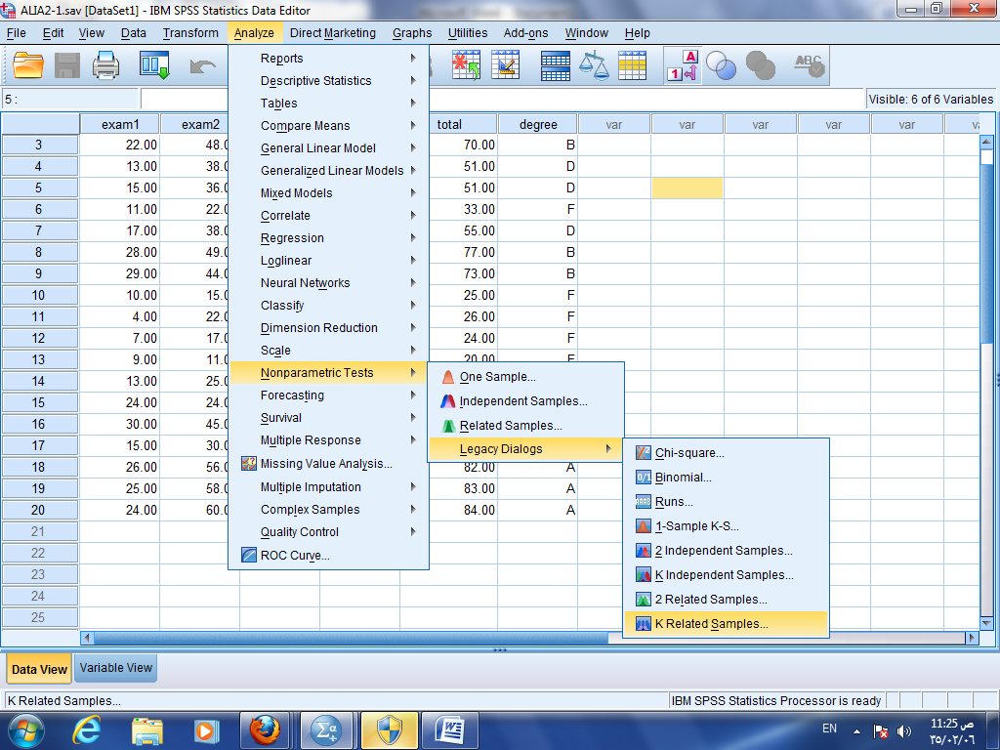 ALIA2-1.sav [DataSet1] - IBM SPSS Statistics Data Editor
File Edit View Data Transform Analyze Direct Marketing Graphs Utilities Add-ons Window Help
5 :
Visible: 6 of 6 Variables
exam1 exam2 total degree var var var var var
3 22.00 48.0 70.00 B
4 13.00 38.0 51.00 D
5 15.00 36.0 51.00 D
6 11.00 22.0 33.00 F
7 17.00 38.0 55.00 D
8 28.00 49.0 77.00 B
9 29.00 44.0 73.00 B
10 10.00 15.0 25.00 F
11 4.00 22.0 26.00 F
12 7.00 17.0 24.00 F
13 9.00 11.0 20.00 F
14 13.00 25.0
15 24.00 24.0
16 30.00 45.0
17 15.00 30.0
18 26.00 56.0 82.00 A
19 25.00 58.0 83.00 A
20 24.00 60.0 84.00 A
21
22
23
24
25
Reports
Descriptive Statistics
Tables
Compare Means
General Linear Model
Generalized Linear Models
Mixed Models
Correlate
Regression
Loglinear
Neural Networks
Classify
Dimension Reduction
Scale
Nonparametric Tests
Forecasting
Survival
Multiple Response
Missing Value Analysis...
Multiple Imputation
Complex Samples
Quality Control
ROC Curve...
One Sample...
Independent Samples...
Related Samples...
Legacy Dialogs
Chi-square...
Binomial...
Runs...
1-Sample K-S...
2 Independent Samples...
K Independent Samples...
2 Related Samples...
K Related Samples...
Data View Variable View
K Related Samples...
IBM SPSS Statistics Processor is ready
EN
11:25 ص
٣٥/٠٢/٠٦